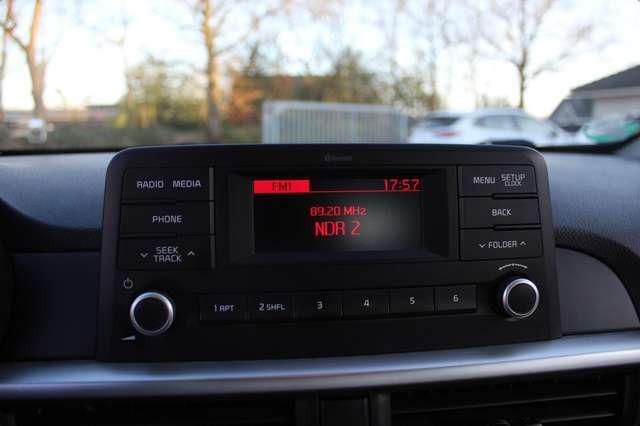 Bluetooth
RADIO MEDIA
FM1 17:57
MENU SETUP
CLOCK
PHONE
89.20 MHz
NDR 2
BACK
SEEK
TRACK
FOLDER
1 RPT 2 SHFL 3 4 5 6